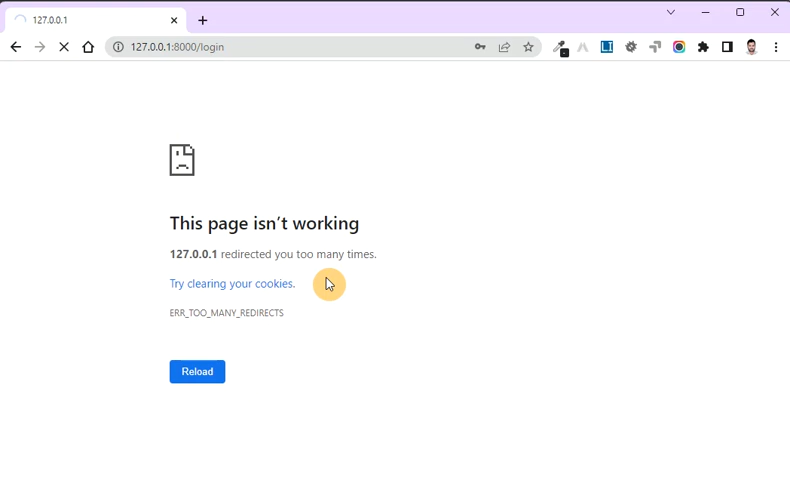 127.0.0.1
127.0.0.1:8000/login
LI
This page isn't working
127.0.0.1 redirected you too many times.
Try clearing your cookies.
ERR_TOO_MANY_REDIRECTS
Reload